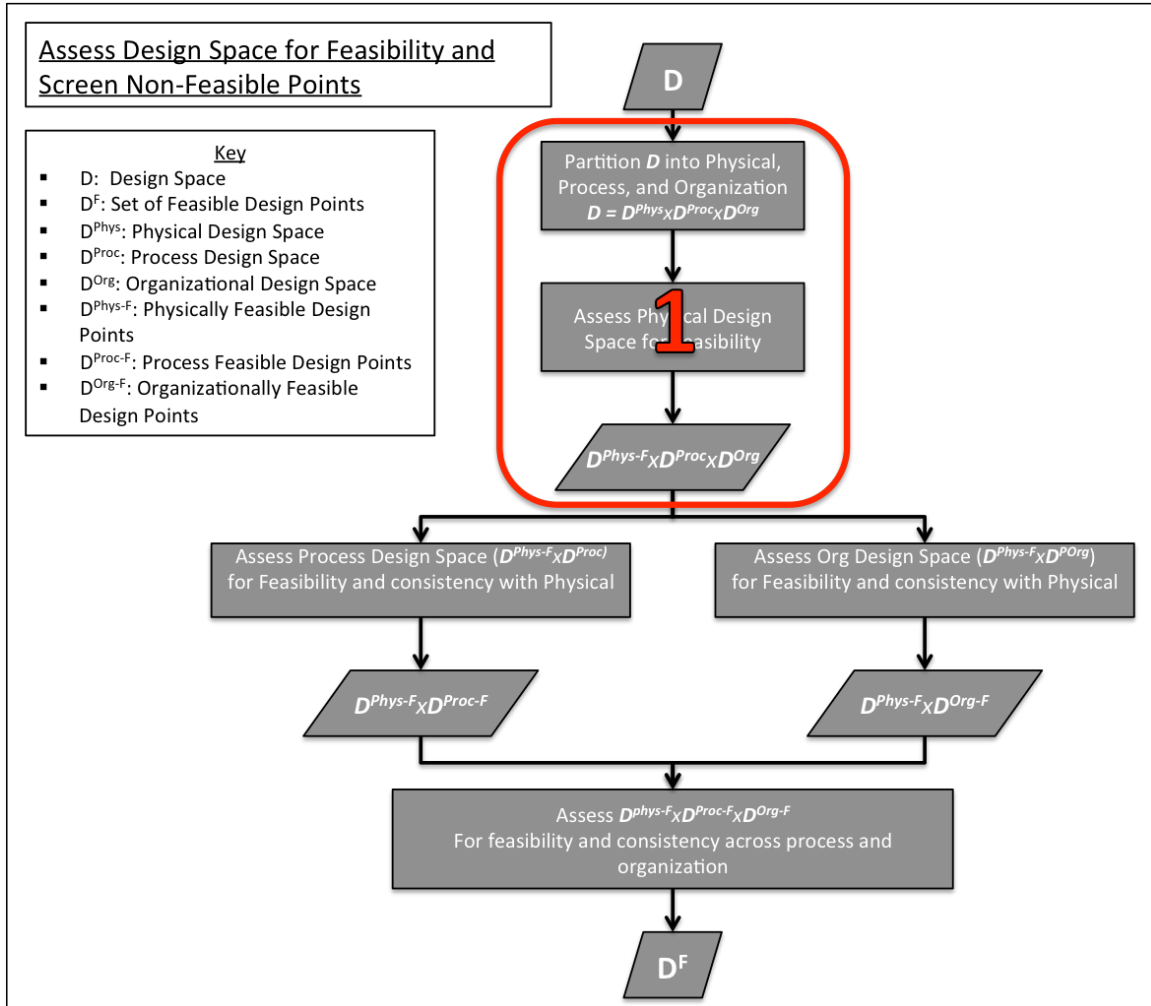 Assess Design Space for Feasibility and
Screen Non-Feasible Points
Key
▪ D: Design Space
▪ D^F: Set of Feasible Design Points
▪ D^Phys: Physical Design Space
▪ D^Proc: Process Design Space
▪ D^Org: Organizational Design Space
▪ D^Phys-F: Physically Feasible Design
Points
▪ D^Proc-F: Process Feasible Design Points
▪ D^Org-F: Organizationally Feasible
Design Points
D
Partition D into Physical,
Process, and Organization
D = D^Phys x D^Proc x D^Org
1
Assess Physical Design
Space for Feasibility
D^Phys-F x D^Proc x D^Org
Assess Process Design Space (D^Phys-F x D^Proc)
for Feasibility and consistency with Physical
Assess Org Design Space (D^Phys-F x D^POrg)
for Feasibility and consistency with Physical
D^Phys-F x D^Proc-F
D^Phys-F x D^Org-F
Assess D^phys-F x D^Proc-F x D^Org-F
For feasibility and consistency across process and
organization
D^F